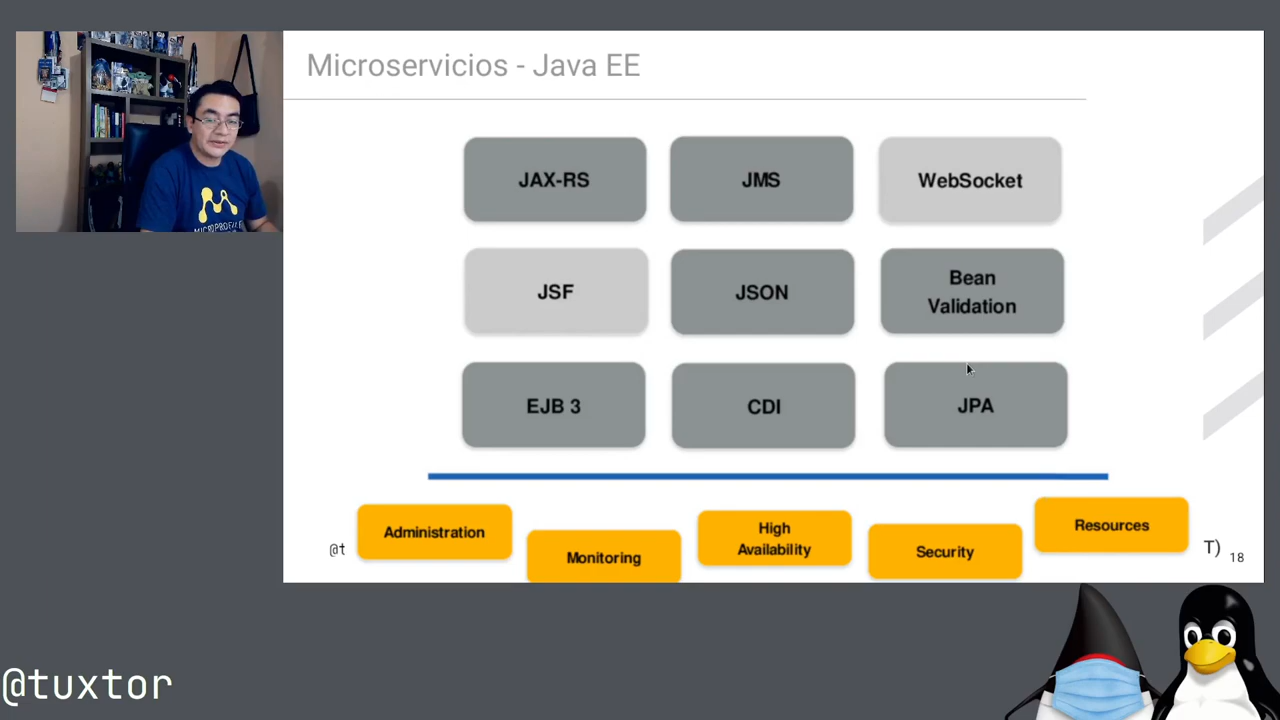 Microservicios - Java EE
JAX-RS
JMS
WebSocket
JSF
JSON
Bean
Validation
EJB 3
CDI
JPA
Administration
Monitoring
High
Availability
Security
Resources
@t
T)
18
MICROPROFILE
@tuxtor